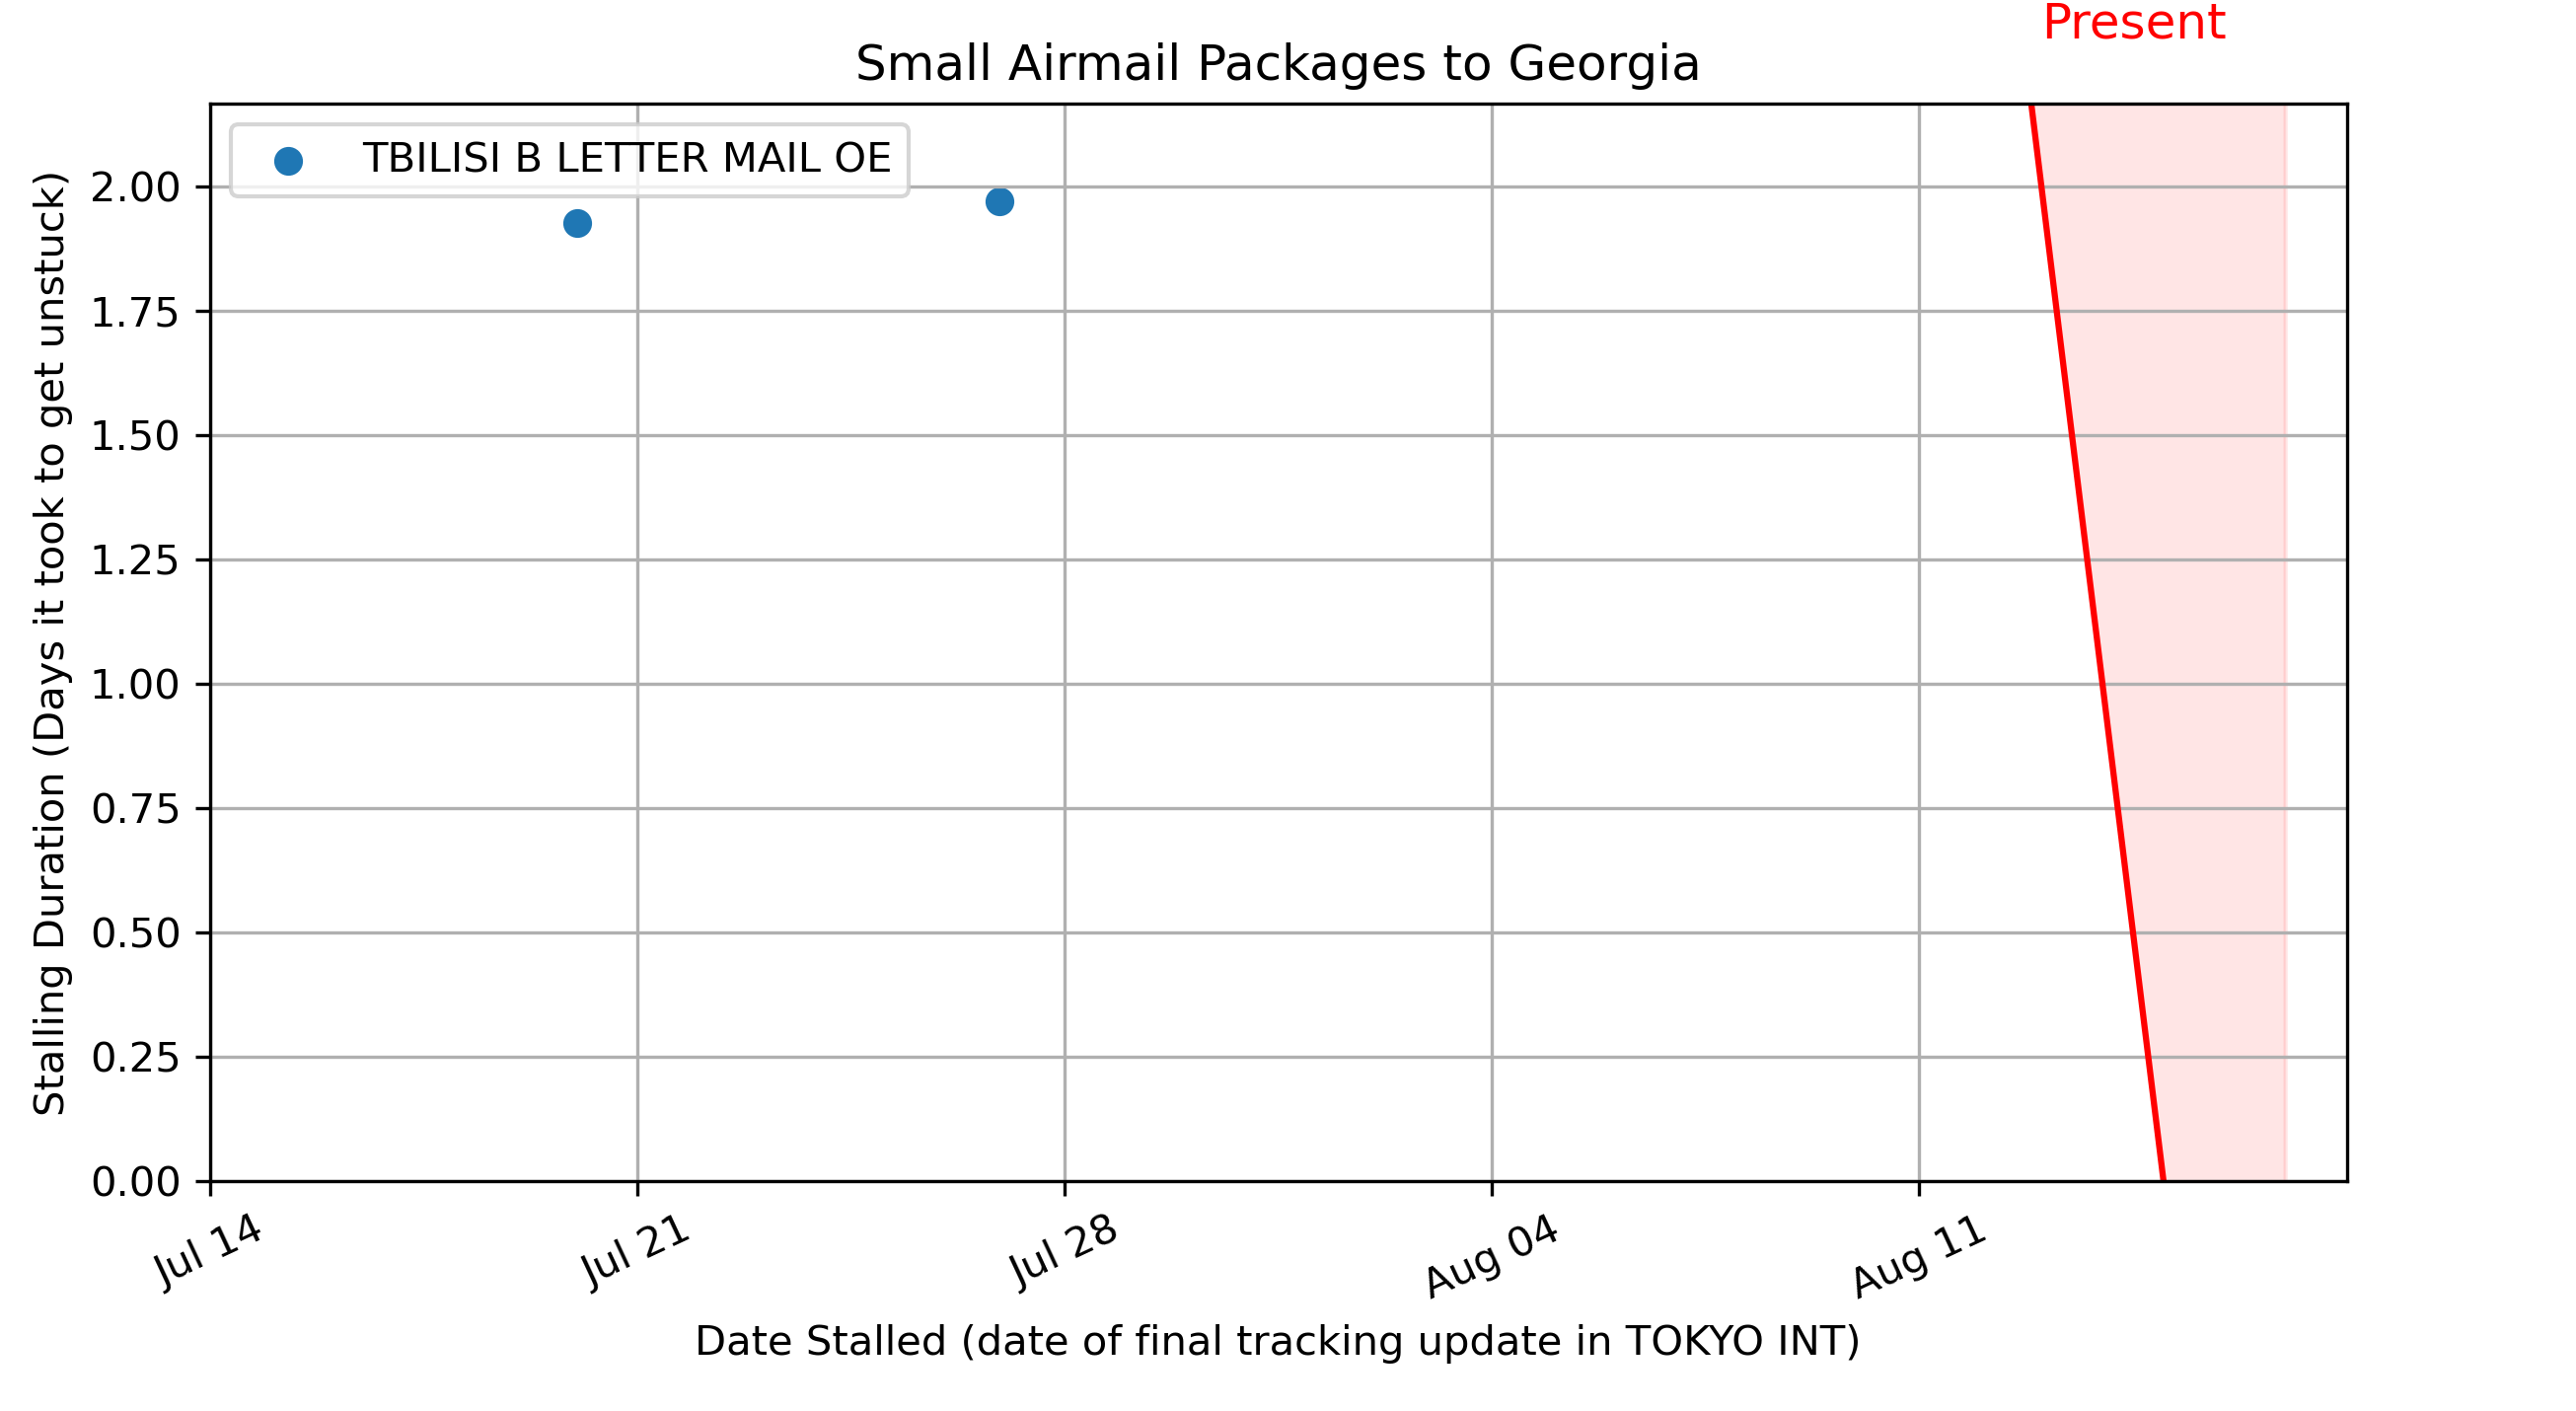 Present
Small Airmail Packages to Georgia
TBILISI B LETTER MAIL OE
Stalling Duration (Days it took to get unstuck)
2.00
1.75
1.50
1.25
1.00
0.75
0.50
0.25
0.00
Jul 14
Jul 21
Jul 28
Aug 04
Aug 11
Date Stalled (date of final tracking update in TOKYO INT)